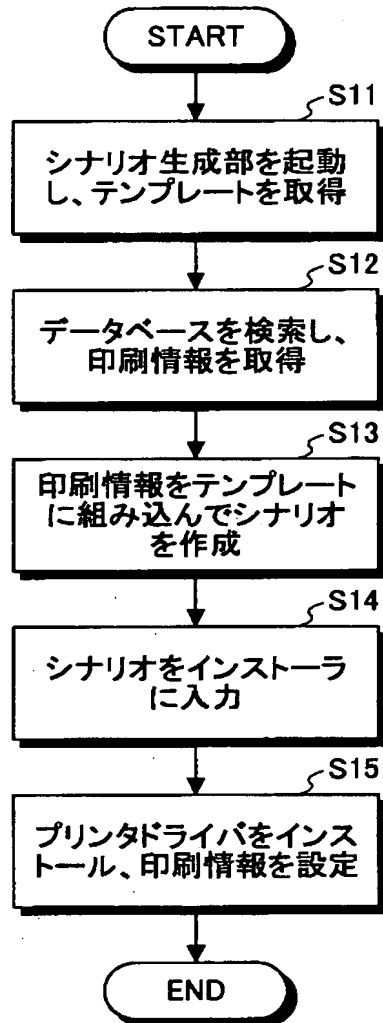 START
S11
シナリオ生成部を起動
し、テンプレートを取得
S12
データベースを検索し、
印刷情報を取得
S13
印刷情報をテンプレート
に組み込んでシナリオ
を作成
S14
シナリオをインストーラ
に入力
S15
プリンタドライバをインス
トール、印刷情報を設定
END